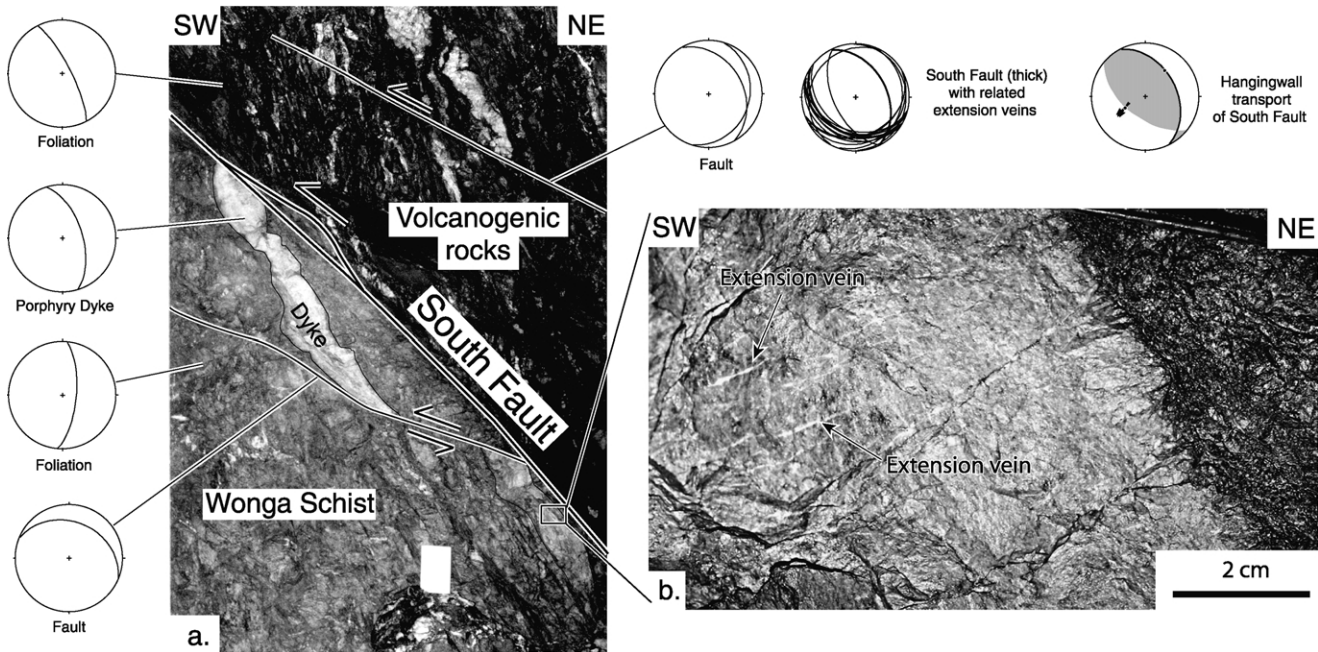 SW
NE
Foliation
Porphyry Dyke
Foliation
Fault
Volcanogenic
rocks
Dyke
South Fault
Wonga Schist
a.
Fault
South Fault (thick)
with related
extension veins
Hangingwall
transport
of South Fault
SW
NE
Extension vein
Extension vein
b.
2 cm